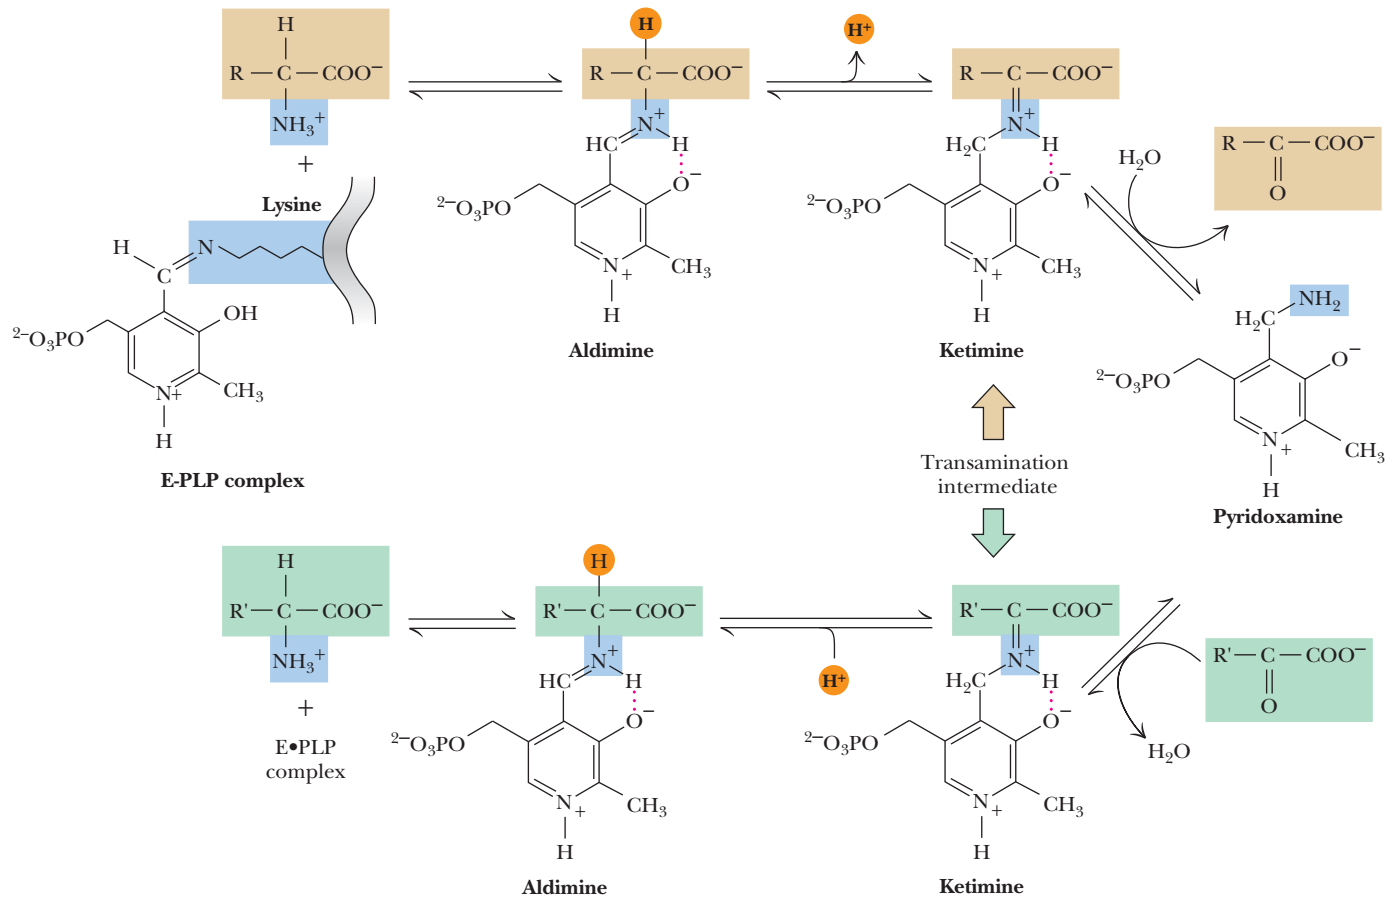 H
R — C — COO⁻
NH₃⁺
+
Lysine
H
N
C
OH
²⁻O₃PO
CH₃
N+
H
E-PLP complex
H
R — C — COO⁻
N⁺
HC
H
O⁻
²⁻O₃PO
CH₃
N+
H
Aldimine
H⁺
R — C — COO⁻
N⁺
H₂C
H
O⁻
²⁻O₃PO
CH₃
N+
H
Ketimine
H₂O
R — C — COO⁻
O
NH₂
H₂C
O⁻
²⁻O₃PO
CH₃
N+
H
Pyridoxamine
Transamination
intermediate
H
R' — C — COO⁻
NH₃⁺
+
E•PLP
complex
H
R' — C — COO⁻
N⁺
HC
H
O⁻
²⁻O₃PO
CH₃
N+
H
Aldimine
H⁺
R' — C — COO⁻
N⁺
H₂C
H
O⁻
²⁻O₃PO
CH₃
N+
H
Ketimine
R' — C — COO⁻
O
H₂O